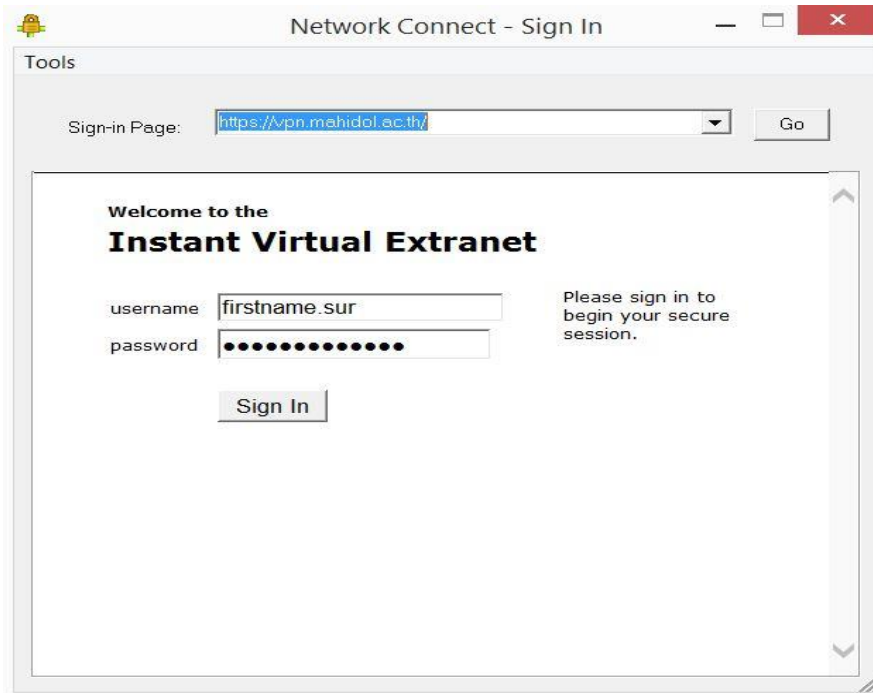 Network Connect - Sign In
Tools
Sign-in Page:
https://vpn.mahidol.ac.th/
Go
Welcome to the
Instant Virtual Extranet
username
firstname.sur
Please sign in to
begin your secure
session.
password
●●●●●●●●●●●●●
Sign In